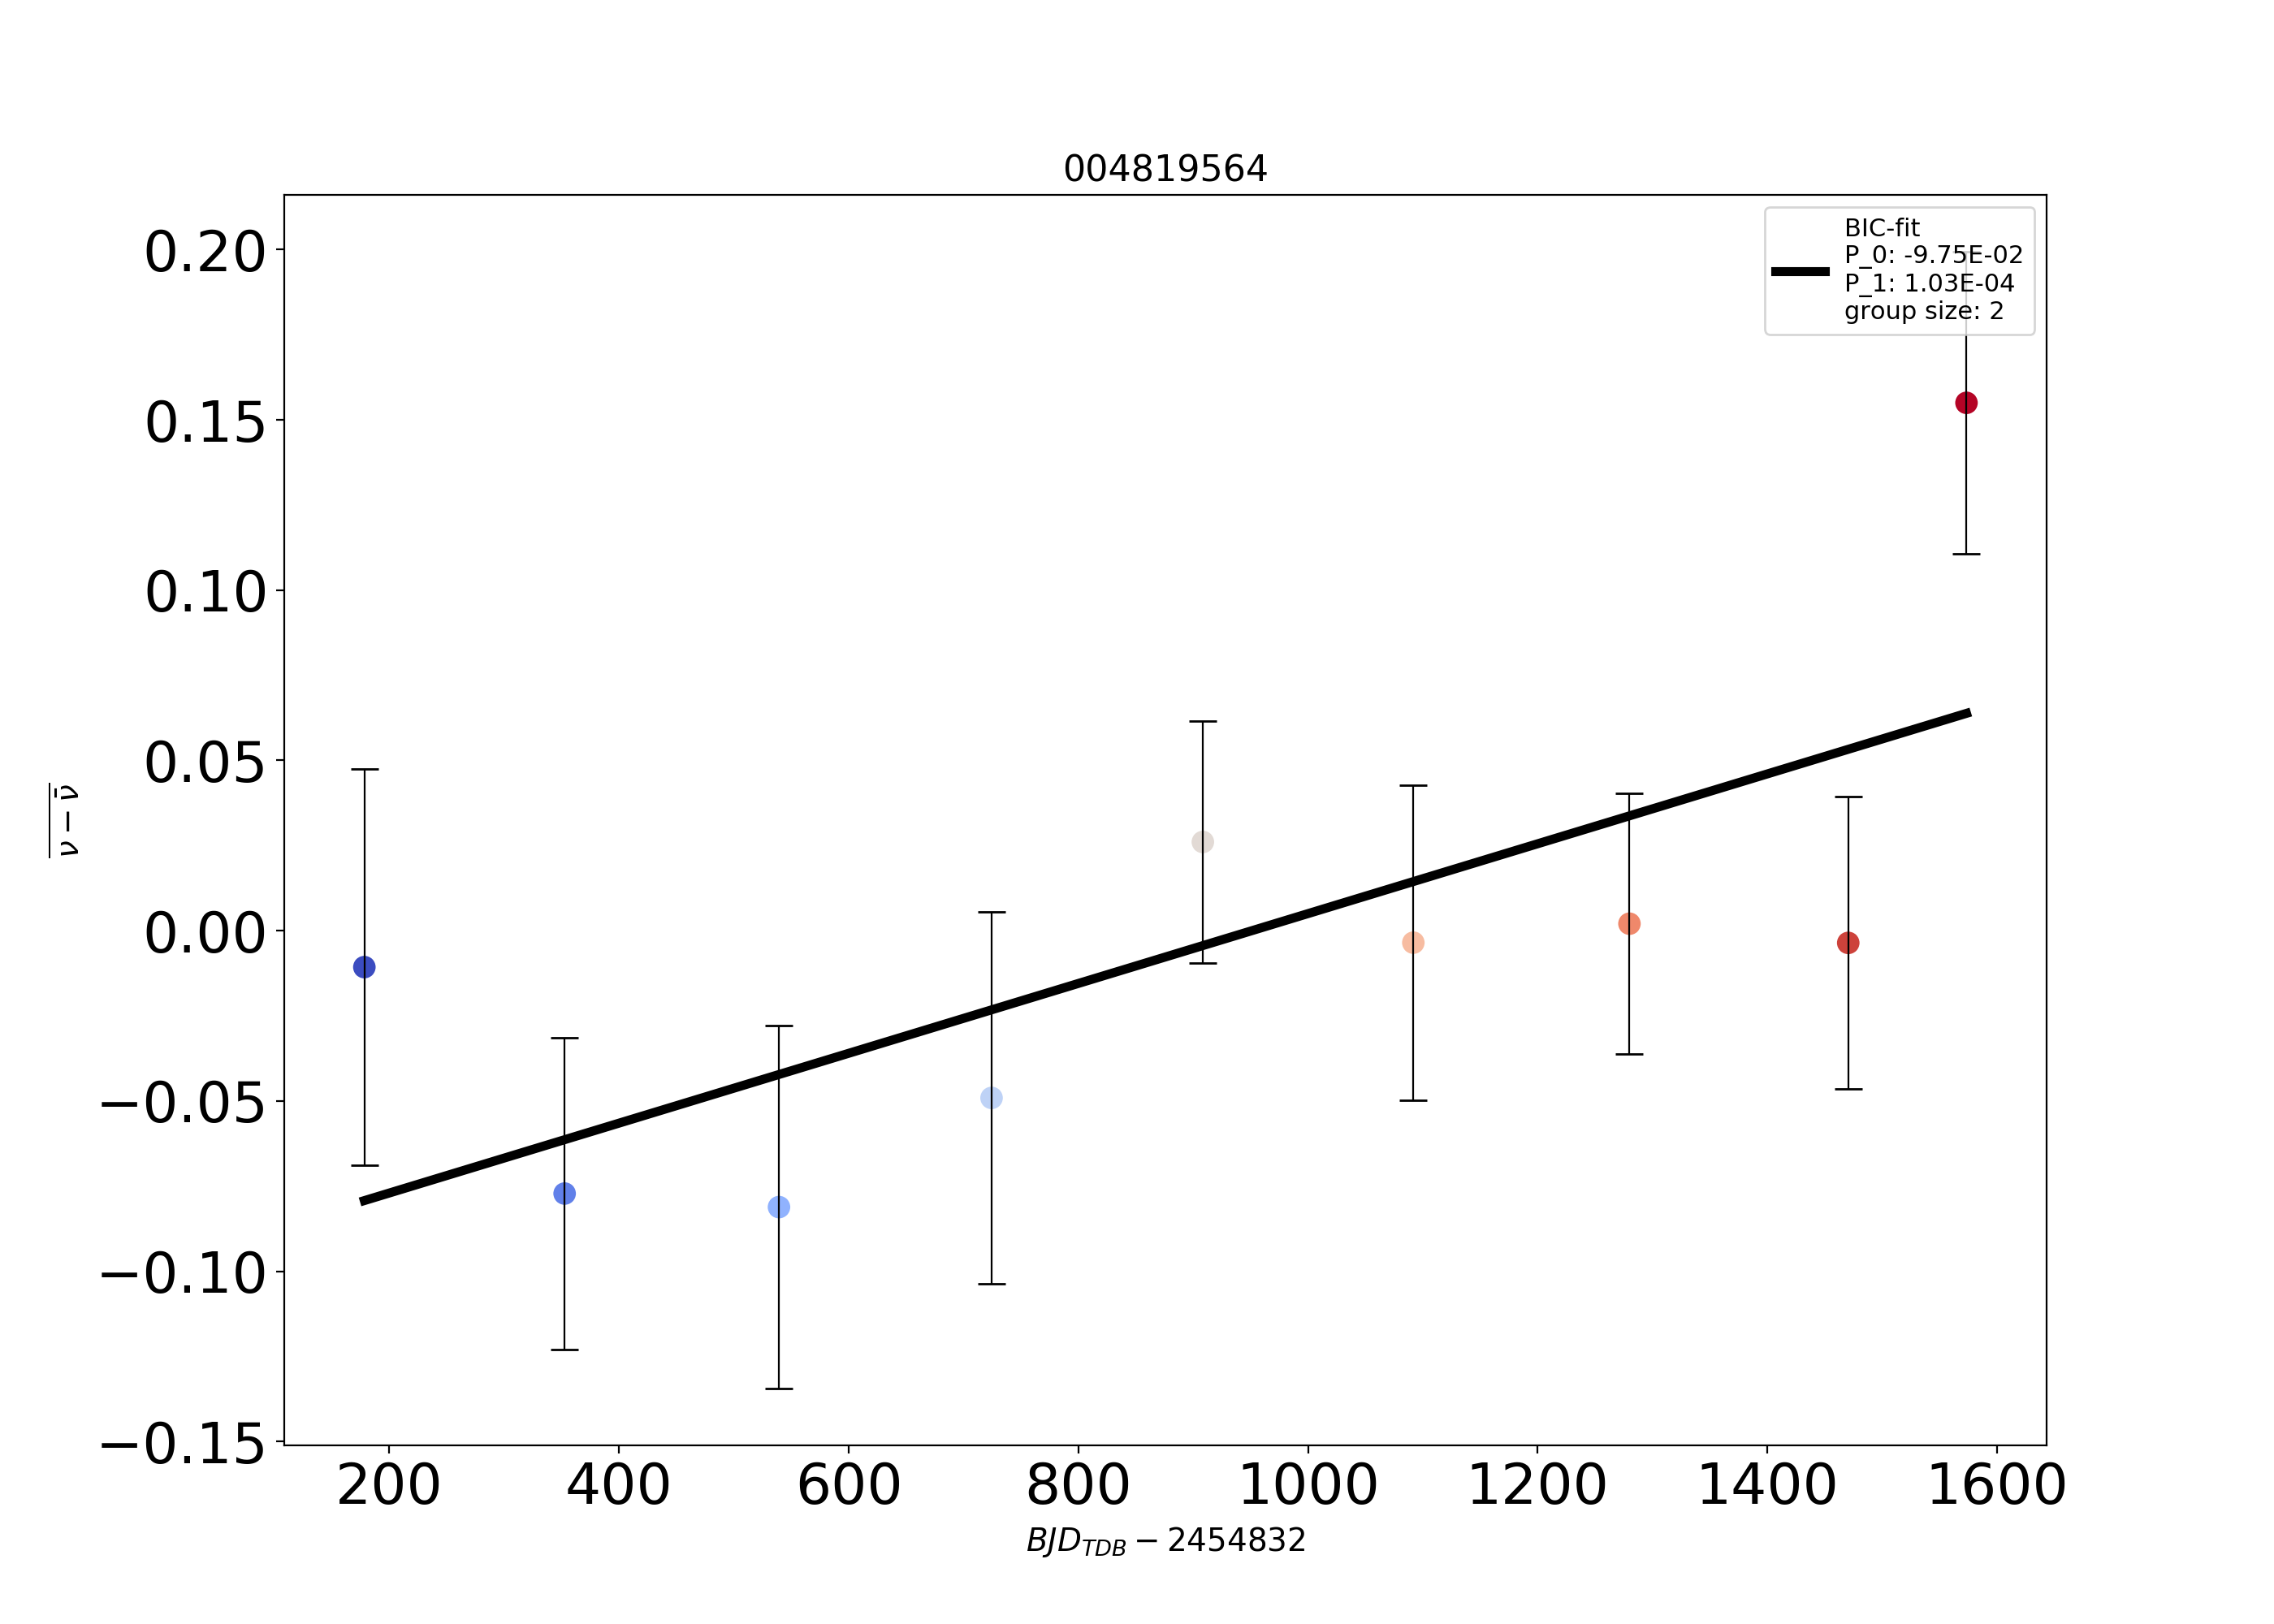 004819564
BIC-fit
P_0: -9.75E-02
P_1: 1.03E-04
group size: 2
0.20
0.15
0.10
0.05
0.00
−0.05
−0.10
−0.15
ν − ν̄
200 400 600 800 1000 1200 1400 1600
BJD_TDB − 2454832